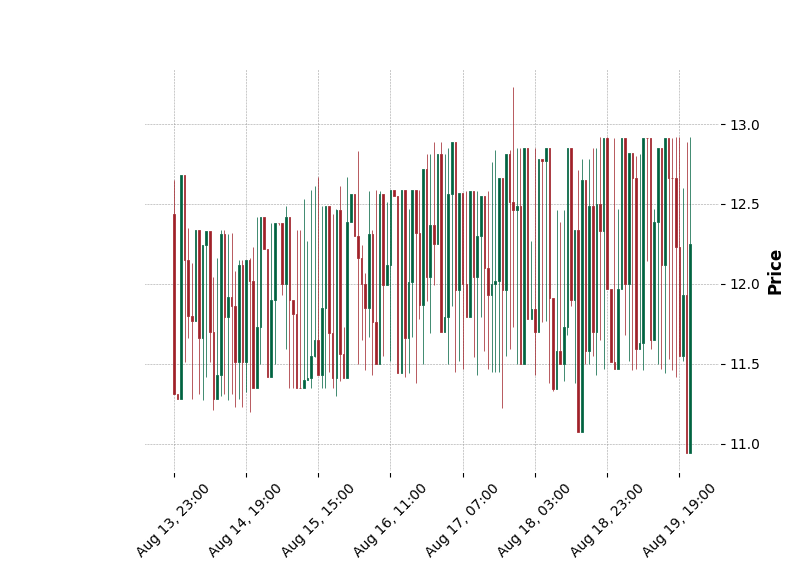 13.0
12.5
12.0
11.5
11.0
Price
Aug 13, 23:00
Aug 14, 19:00
Aug 15, 15:00
Aug 16, 11:00
Aug 17, 07:00
Aug 18, 03:00
Aug 18, 23:00
Aug 19, 19:00